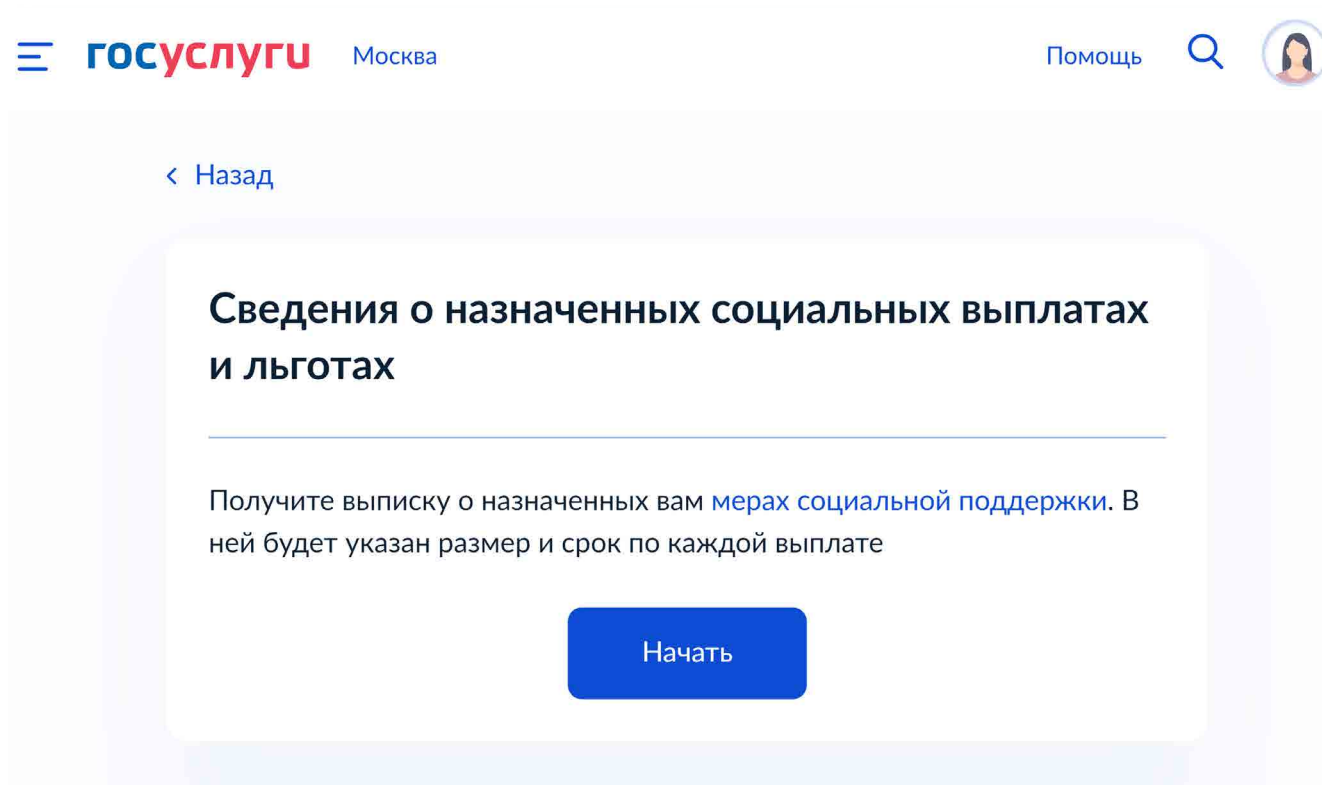 госуслуги Москва Помощь
Назад
Сведения о назначенных социальных выплатах
и льготах
Получите выписку о назначенных вам мерах социальной поддержки. В
ней будет указан размер и срок по каждой выплате
Начать